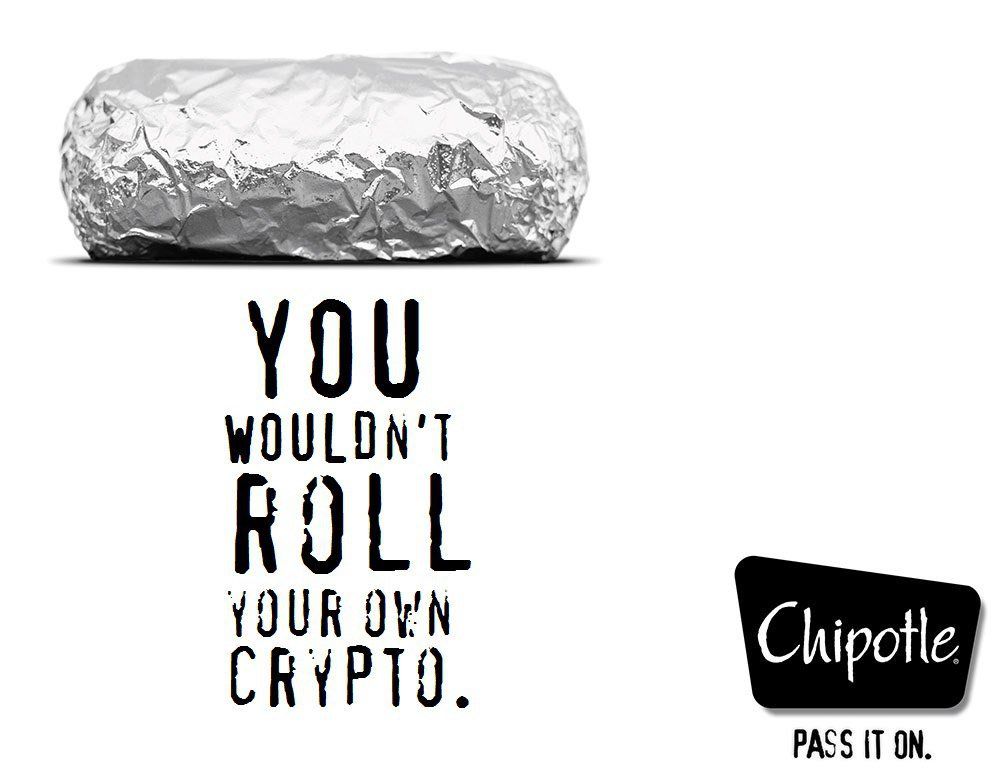 YOU
WOULDN'T
ROLL
YOUR OWN
CRYPTO.
Chipotle®
PASS IT ON.